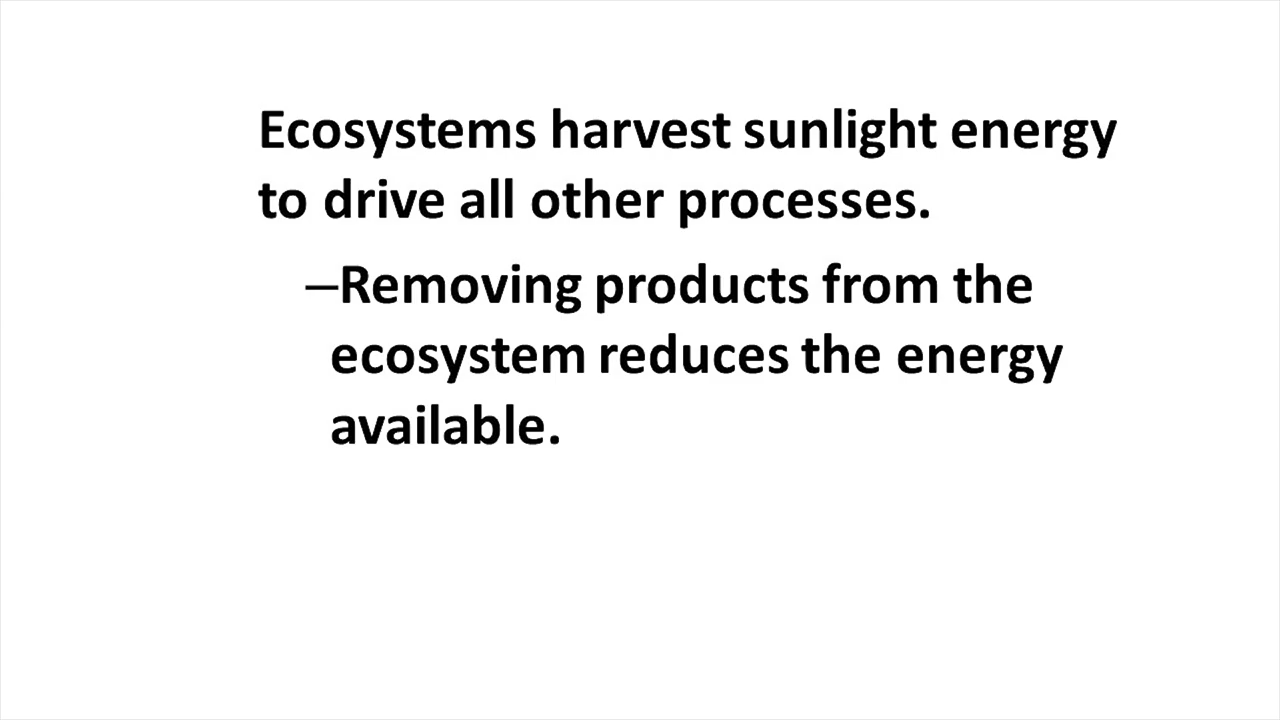 Ecosystems harvest sunlight energy
to drive all other processes.
–Removing products from the
ecosystem reduces the energy
available.